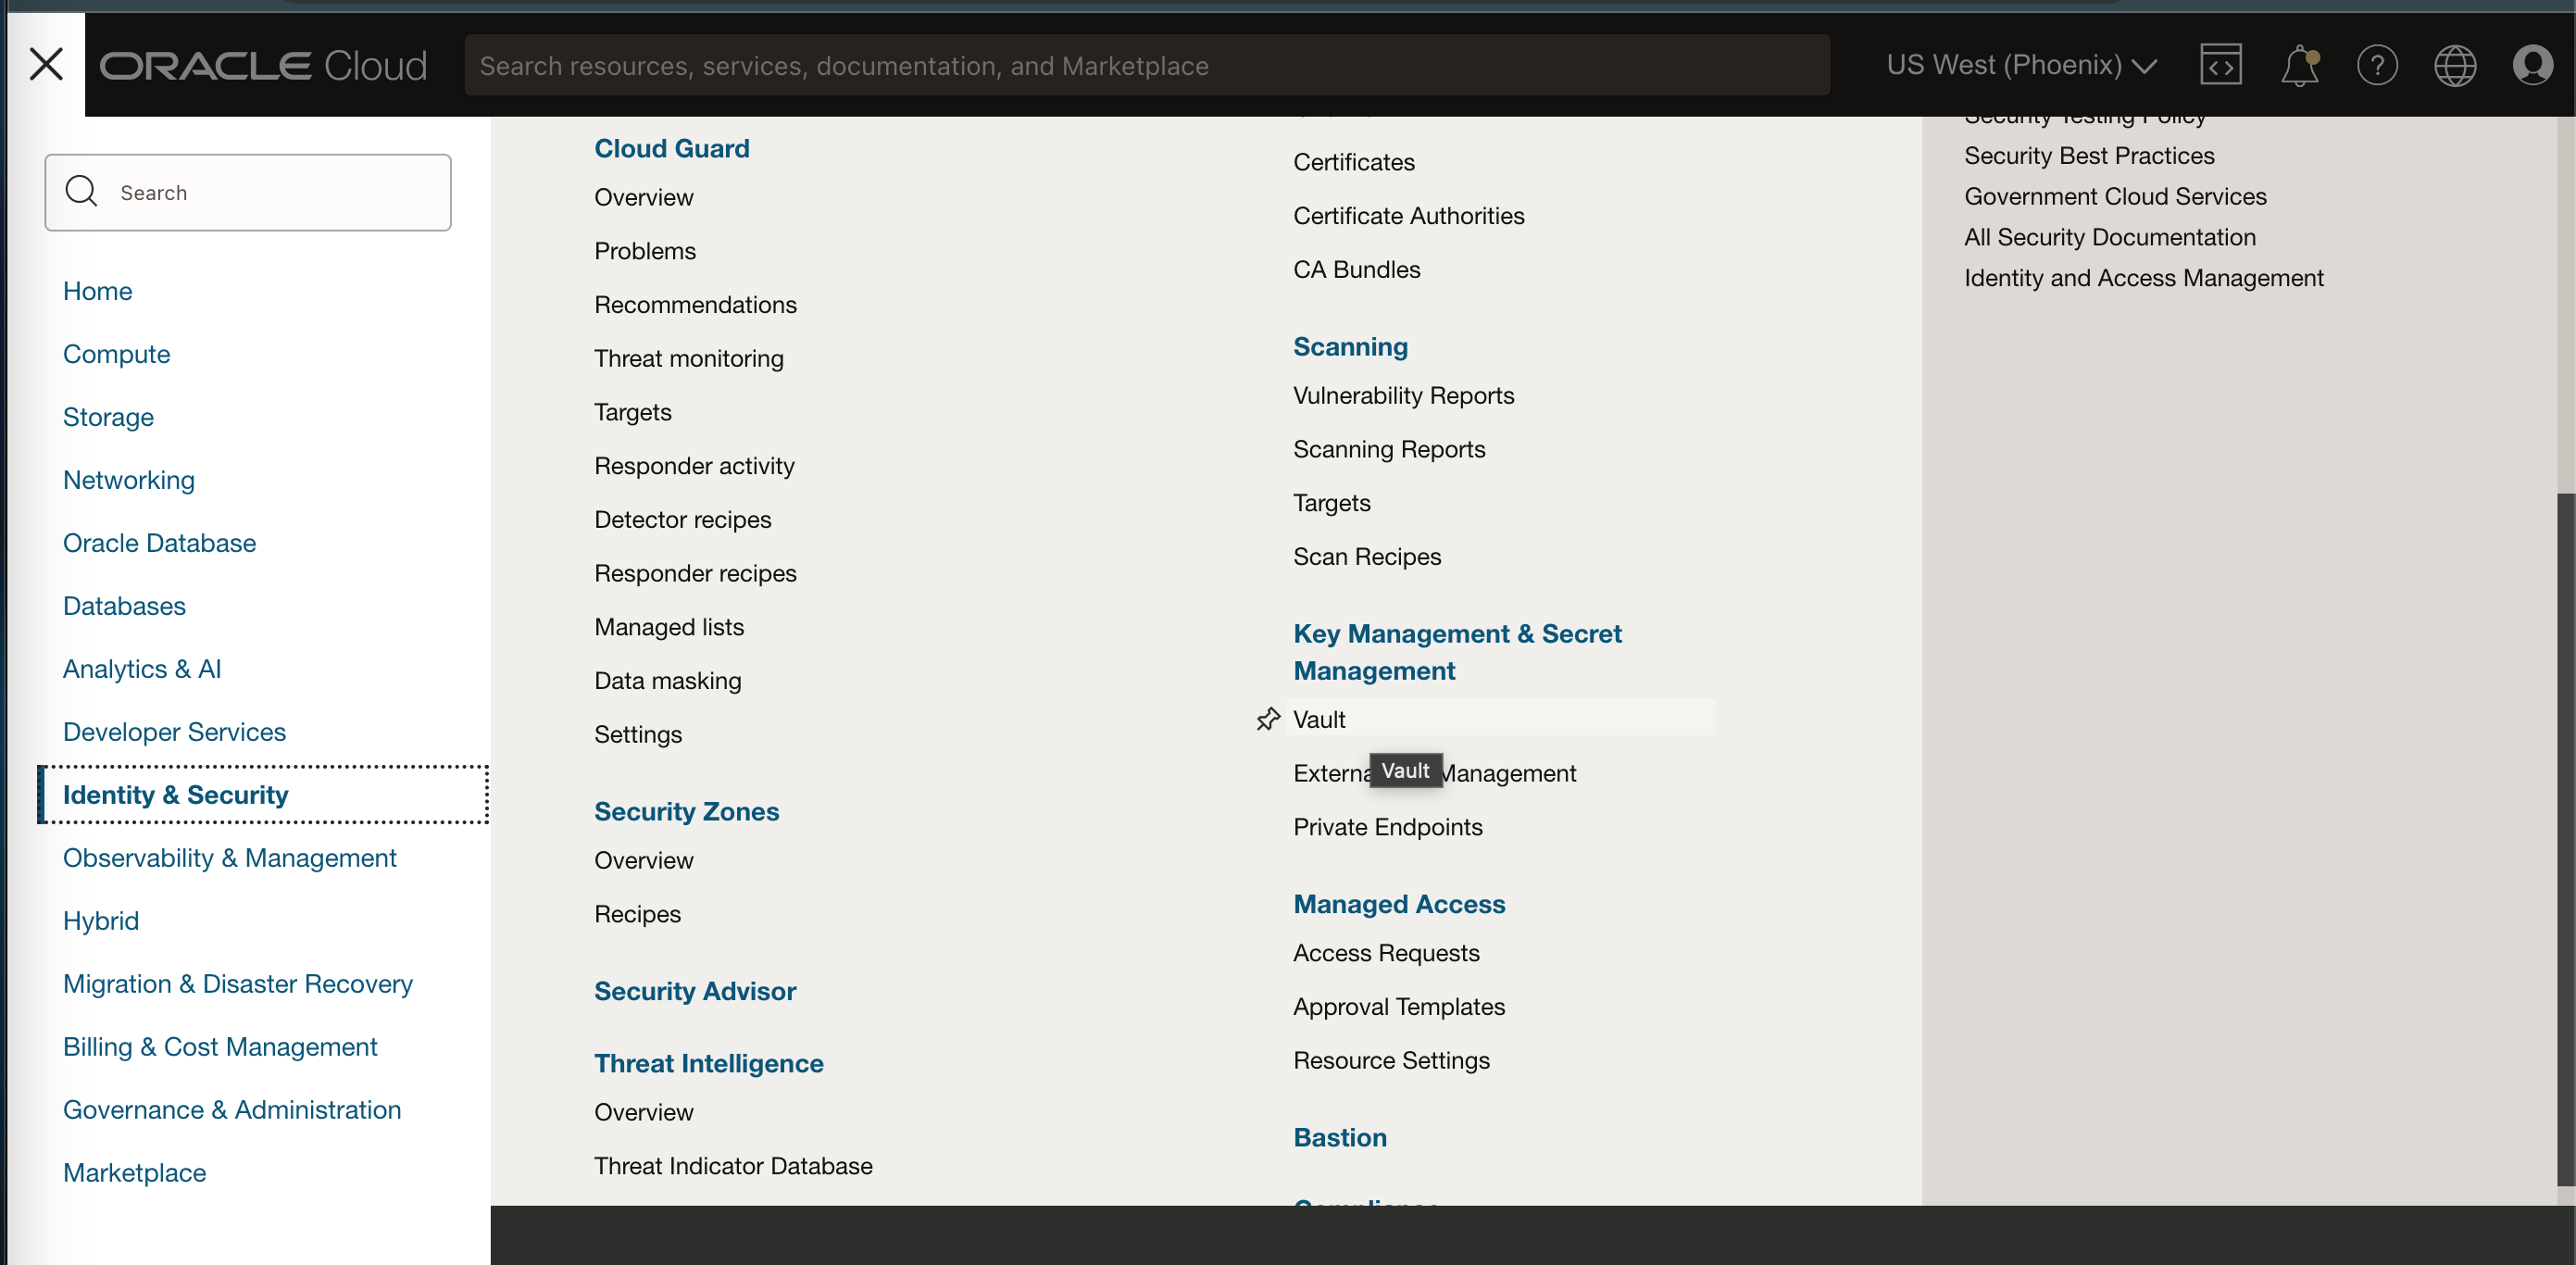 ORACLE Cloud
Search resources, services, documentation, and Marketplace
US West (Phoenix)
Search
Home
Compute
Storage
Networking
Oracle Database
Databases
Analytics & AI
Developer Services
Identity & Security
Observability & Management
Hybrid
Migration & Disaster Recovery
Billing & Cost Management
Governance & Administration
Marketplace
Cloud Guard
Overview
Problems
Recommendations
Threat monitoring
Targets
Responder activity
Detector recipes
Responder recipes
Managed lists
Data masking
Settings
Security Zones
Overview
Recipes
Security Advisor
Threat Intelligence
Overview
Threat Indicator Database
Certificates
Certificate Authorities
CA Bundles
Scanning
Vulnerability Reports
Scanning Reports
Targets
Scan Recipes
Key Management & Secret
Management
Vault
Vault
Management
Private Endpoints
Managed Access
Access Requests
Approval Templates
Resource Settings
Bastion
Security Testing Policy
Security Best Practices
Government Cloud Services
All Security Documentation
Identity and Access Management